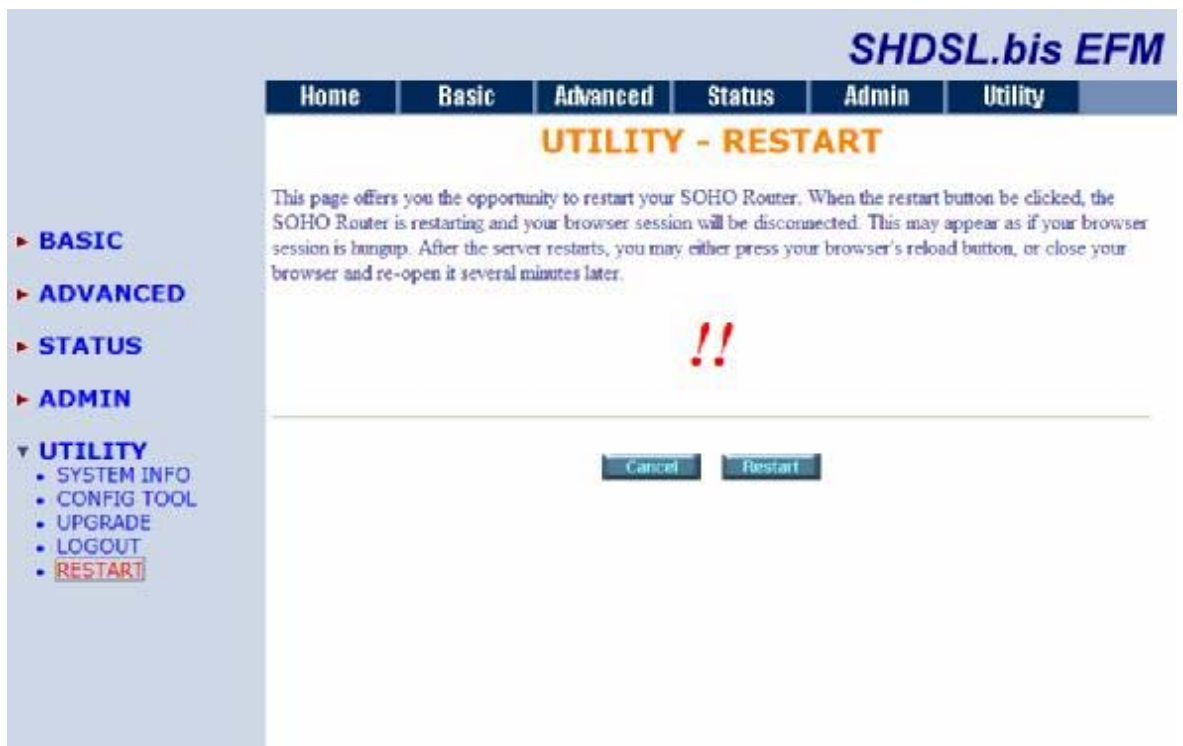 SHDSL.bis EFM
Home Basic Advanced Status Admin Utility
UTILITY - RESTART
This page offers you the opportunity to restart your SOHO Router. When the restart button be clicked, the
SOHO Router is restarting and your browser session will be disconnected. This may appear as if your browser
session is hungup. After the server restarts, you may either press your browser's reload button, or close your
browser and re-open it several minutes later.
!!
Cancel Restart
BASIC
ADVANCED
STATUS
ADMIN
UTILITY
SYSTEM INFO
CONFIG TOOL
UPGRADE
LOGOUT
RESTART